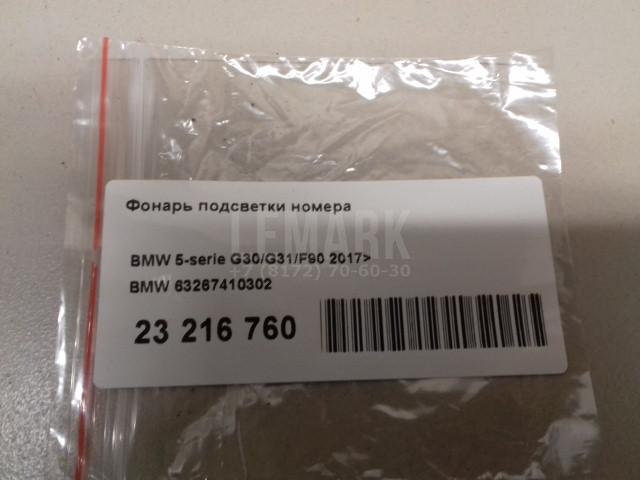 Фонарь подсветки номера
LEMARK
BMW 5-serie G30/G31/F90 2017>
+7 (8172) 70-60-30
BMW 63267410302
23 216 760